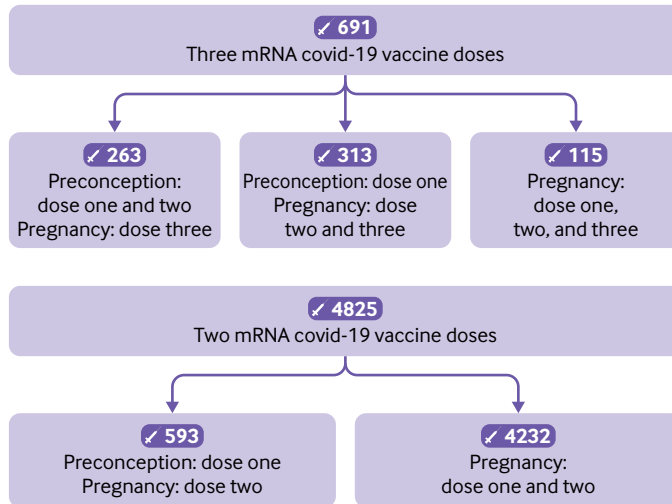 691
Three mRNA covid-19 vaccine doses
263
Preconception:
dose one and two
Pregnancy: dose three
313
Preconception: dose one
Pregnancy: dose
two and three
115
Pregnancy:
dose one,
two, and three
4825
Two mRNA covid-19 vaccine doses
593
Preconception: dose one
Pregnancy: dose two
4232
Pregnancy:
dose one and two